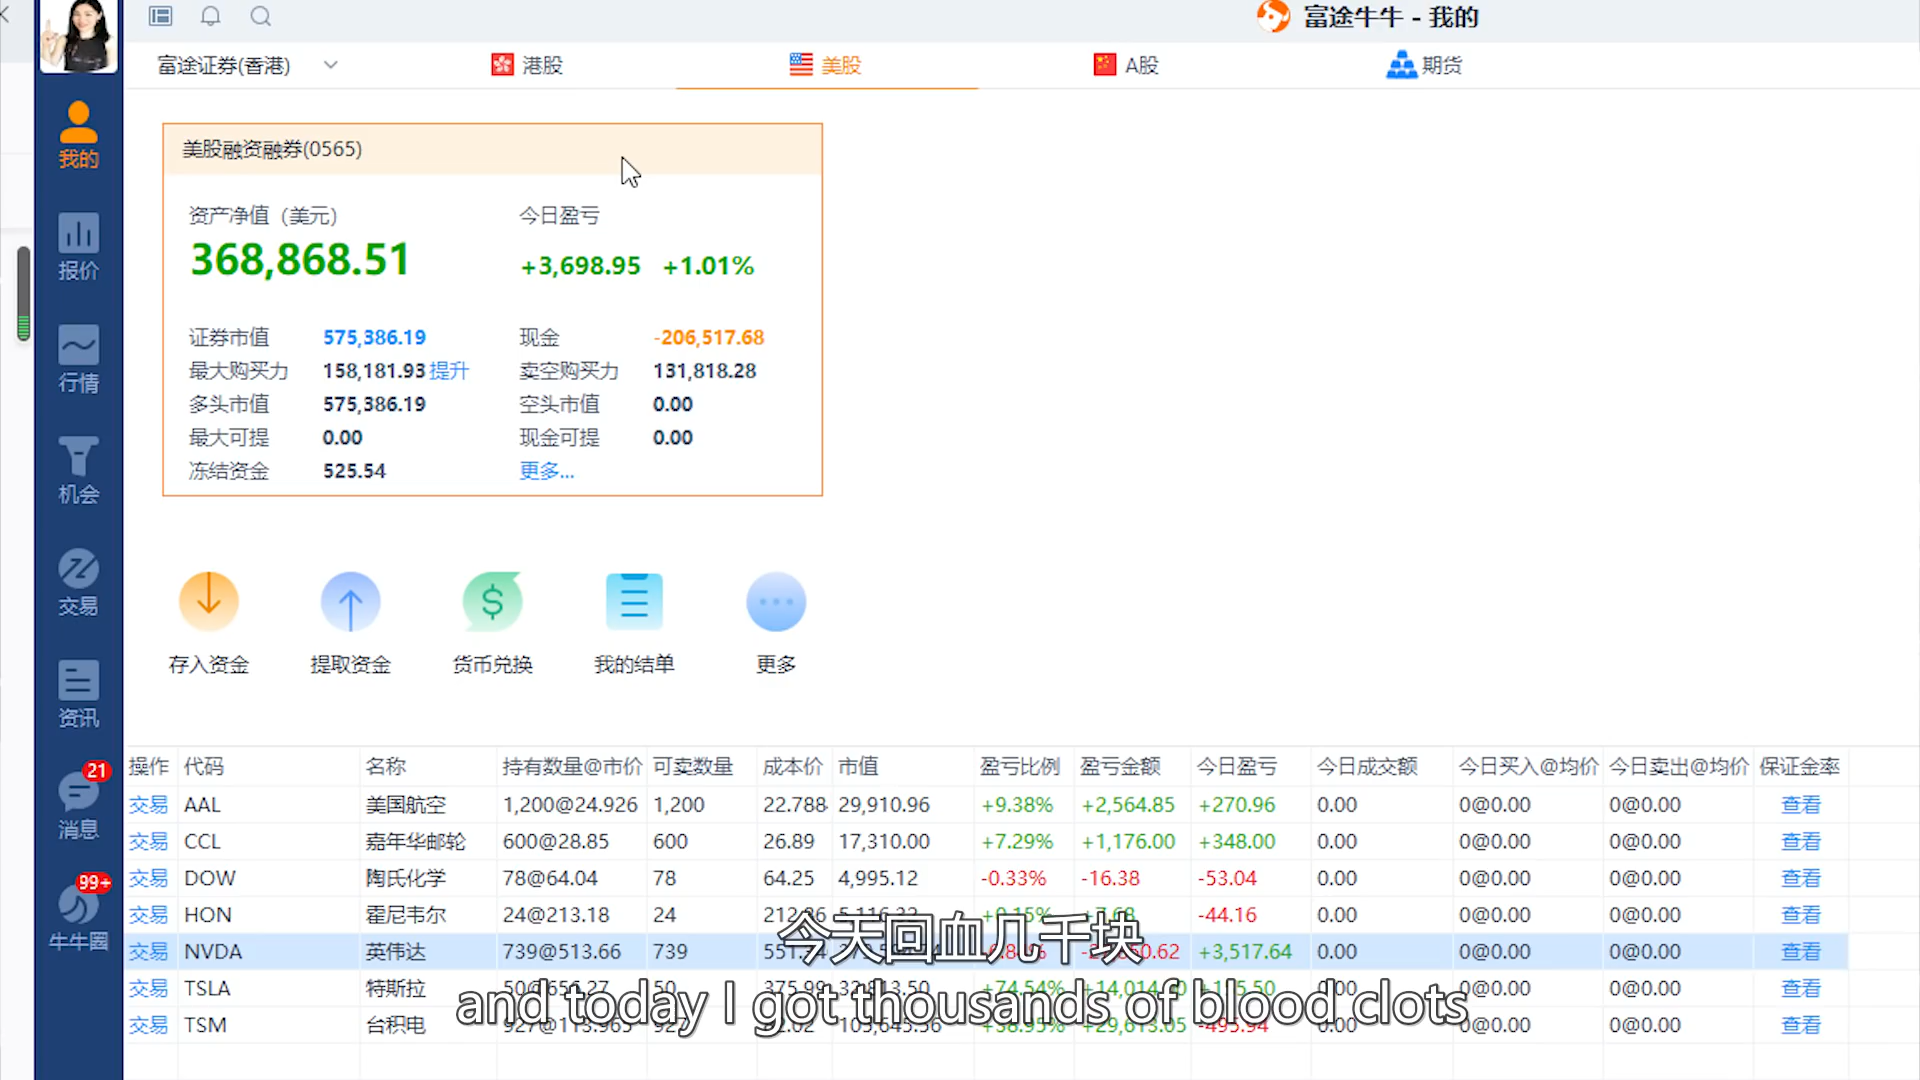 富途牛牛 - 我的
富途证券(香港) 港股 美股 A股 期货
我的
报价
行情
机会
交易
资讯
21
消息
99+
牛牛圈
美股融资融券(0565)
资产净值（美元） 今日盈亏
368,868.51 +3,698.95 +1.01%
证券市值 575,386.19 现金 -206,517.68
最大购买力 158,181.93 提升 卖空购买力 131,818.28
多头市值 575,386.19 空头市值 0.00
最大可提 0.00 现金可提 0.00
冻结资金 525.54 更多...
存入资金 提取资金 货币兑换 我的结单 更多
操作 代码 名称 持有数量@市价 可卖数量 成本价 市值 盈亏比例 盈亏金额 今日盈亏 今日成交额 今日买入@均价 今日卖出@均价 保证金率
交易 AAL 美国航空 1,200@24.926 1,200 22.788 29,910.96 +9.38% +2,564.85 +270.96 0.00 0@0.00 0@0.00 查看
交易 CCL 嘉年华邮轮 600@28.85 600 26.89 17,310.00 +7.29% +1,176.00 +348.00 0.00 0@0.00 0@0.00 查看
交易 DOW 陶氏化学 78@64.04 78 64.25 4,995.12 -0.33% -16.38 -53.04 0.00 0@0.00 0@0.00 查看
交易 HON 霍尼韦尔 24@213.18 24 -44.16 0.00 0@0.00 0@0.00 查看
交易 NVDA 英伟达 739@513.66 739 +3,517.64 0.00 0@0.00 0@0.00 查看
交易 TSLA 特斯拉 +74.54% 0.00 0@0.00 0@0.00 查看
交易 TSM 台积电 0.00 0@0.00 0@0.00 查看
今天回血几千块
and today I got thousands of blood clots